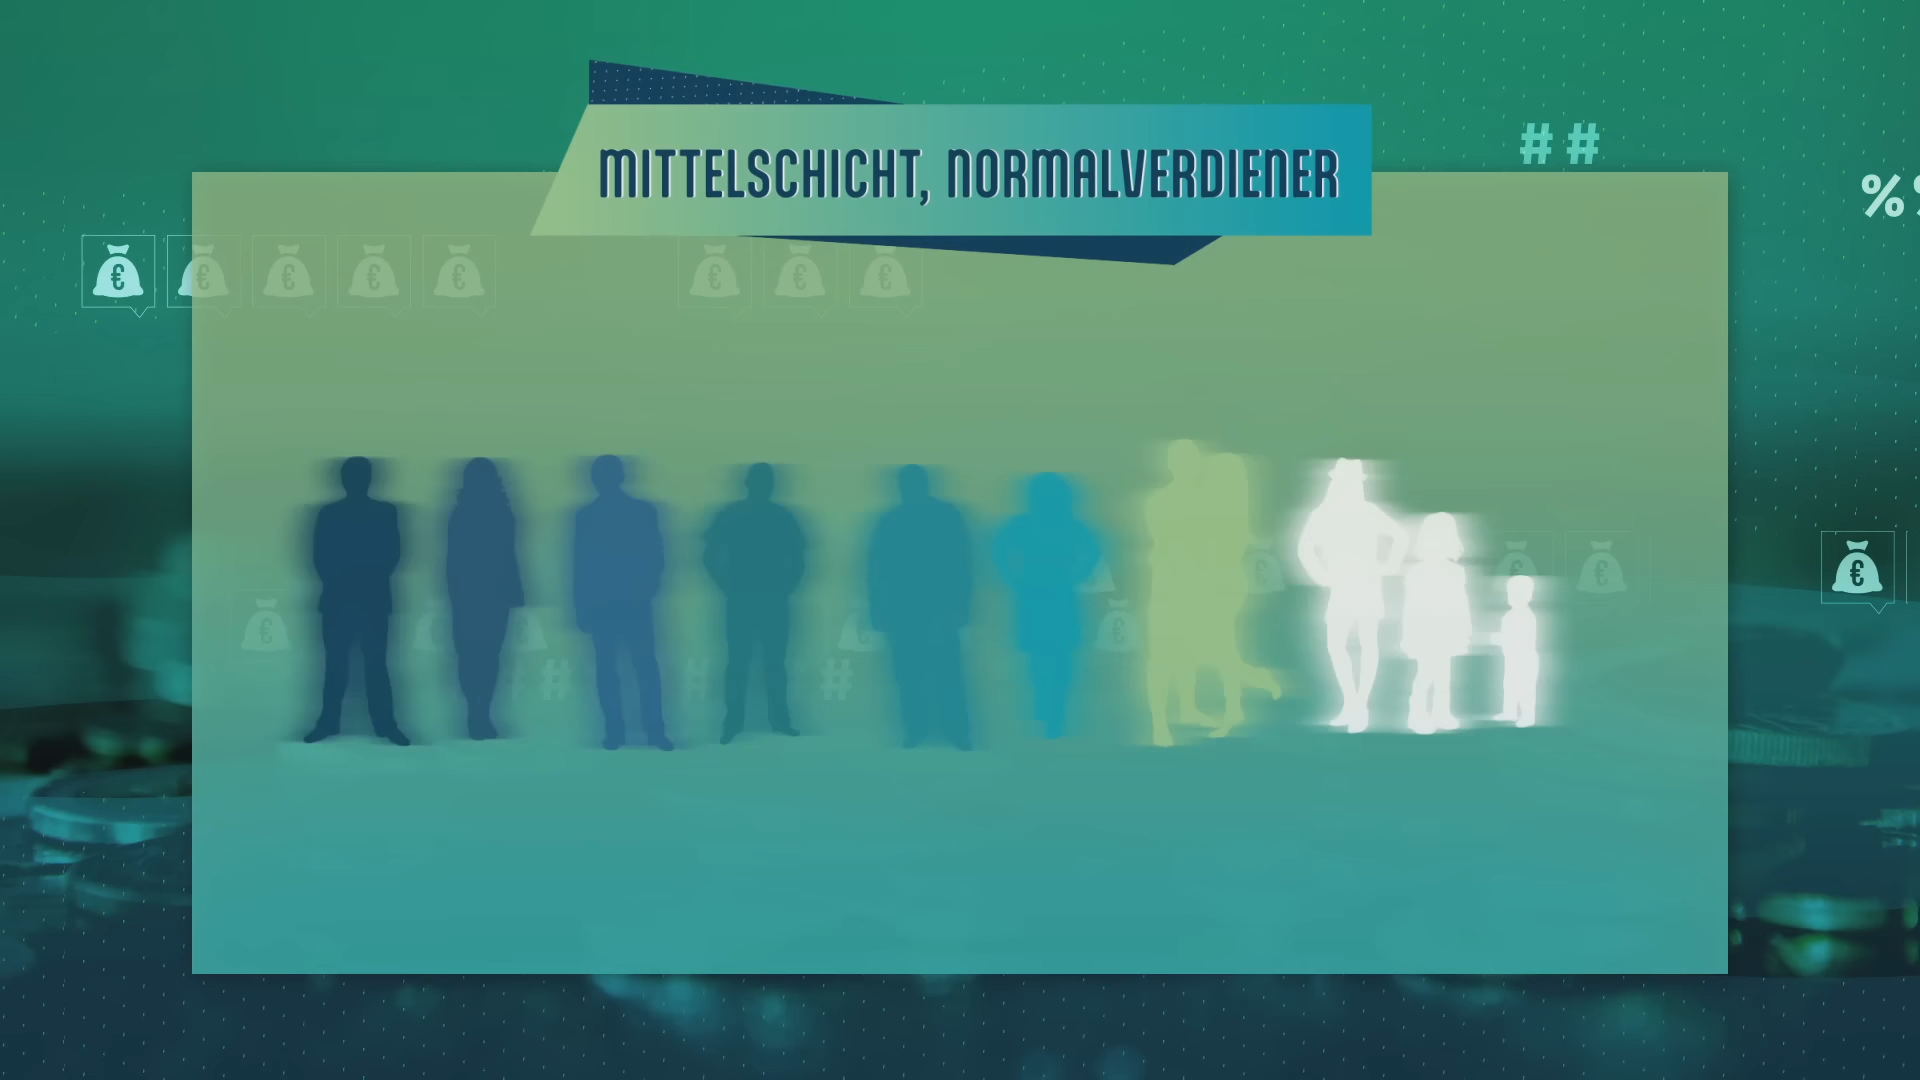 MITTELSCHICHT, NORMALVERDIENER
# #
%
€ € € € € € € €
€ € €
€ € € € €
# # #